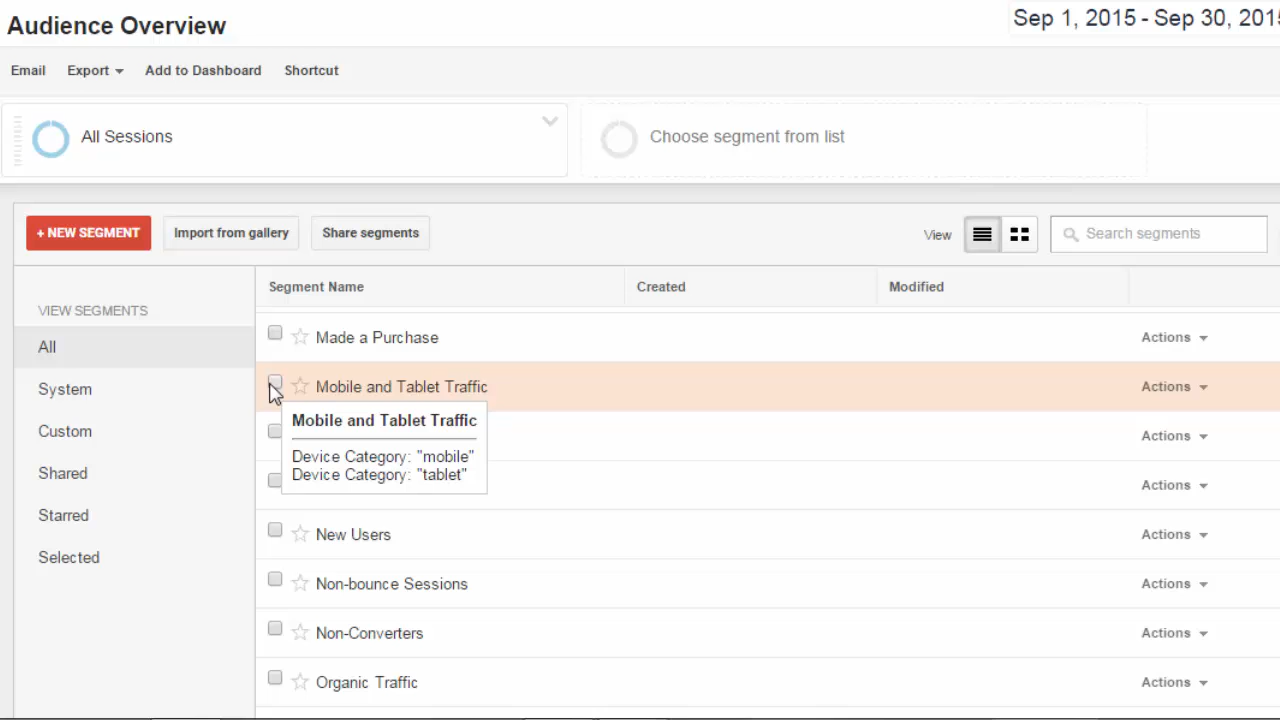 Audience Overview
Sep 1, 2015 - Sep 30, 201
Email Export Add to Dashboard Shortcut
All Sessions
Choose segment from list
+ NEW SEGMENT Import from gallery Share segments
View
Search segments
VIEW SEGMENTS
All
System
Custom
Shared
Starred
Selected
Segment Name Created Modified
Made a Purchase Actions
Mobile and Tablet Traffic Actions
Mobile and Tablet Traffic
Device Category: "mobile"
Device Category: "tablet"
Actions
Actions
New Users Actions
Non-bounce Sessions Actions
Non-Converters Actions
Organic Traffic Actions